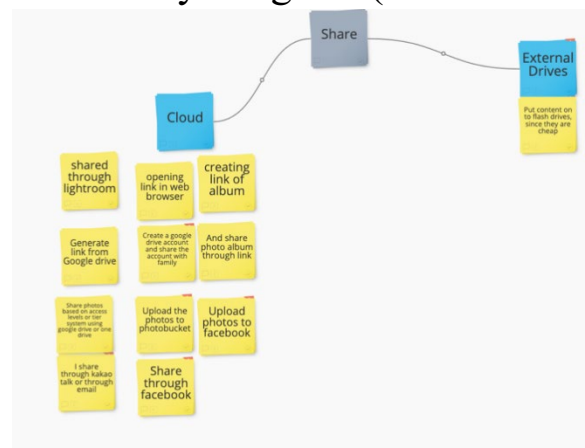 Share
External
Drives
Put content on
to flash drives,
since they are
cheap
Cloud
shared
through
lightroom
opening
link in web
browser
creating
link of
album
Generate
link from
Google drive
Create a google
drive account
and share the
account with
family
And share
photo album
through link
Share photos
based on access
levels or tier
system using
google drive or one
drive
Upload the
photos to
photobucket
Upload
photos to
facebook
I share
through kakao
talk or through
email
Share
through
facebook